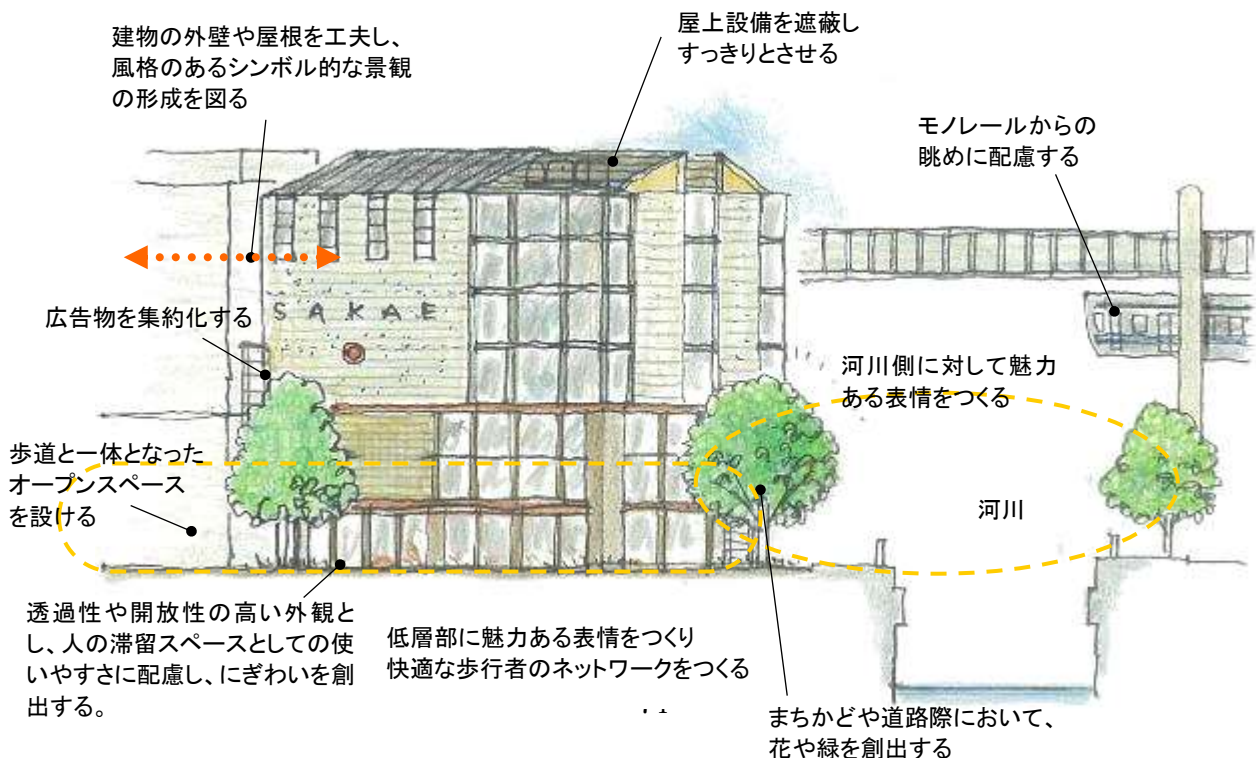 建物の外壁や屋根を工夫し、
風格のあるシンボル的な景観
の形成を図る
屋上設備を遮蔽し
すっきりとさせる
モノレールからの
眺めに配慮する
広告物を集約化する
SAKAE
河川側に対して魅力
ある表情をつくる
歩道と一体となった
オープンスペース
を設ける
河川
透過性や開放性の高い外観と
し、人の滞留スペースとしての使
いやすさに配慮し、にぎわいを創
出する。
低層部に魅力ある表情をつくり
快適な歩行者のネットワークをつくる
まちかどや道路際において、
花や緑を創出する